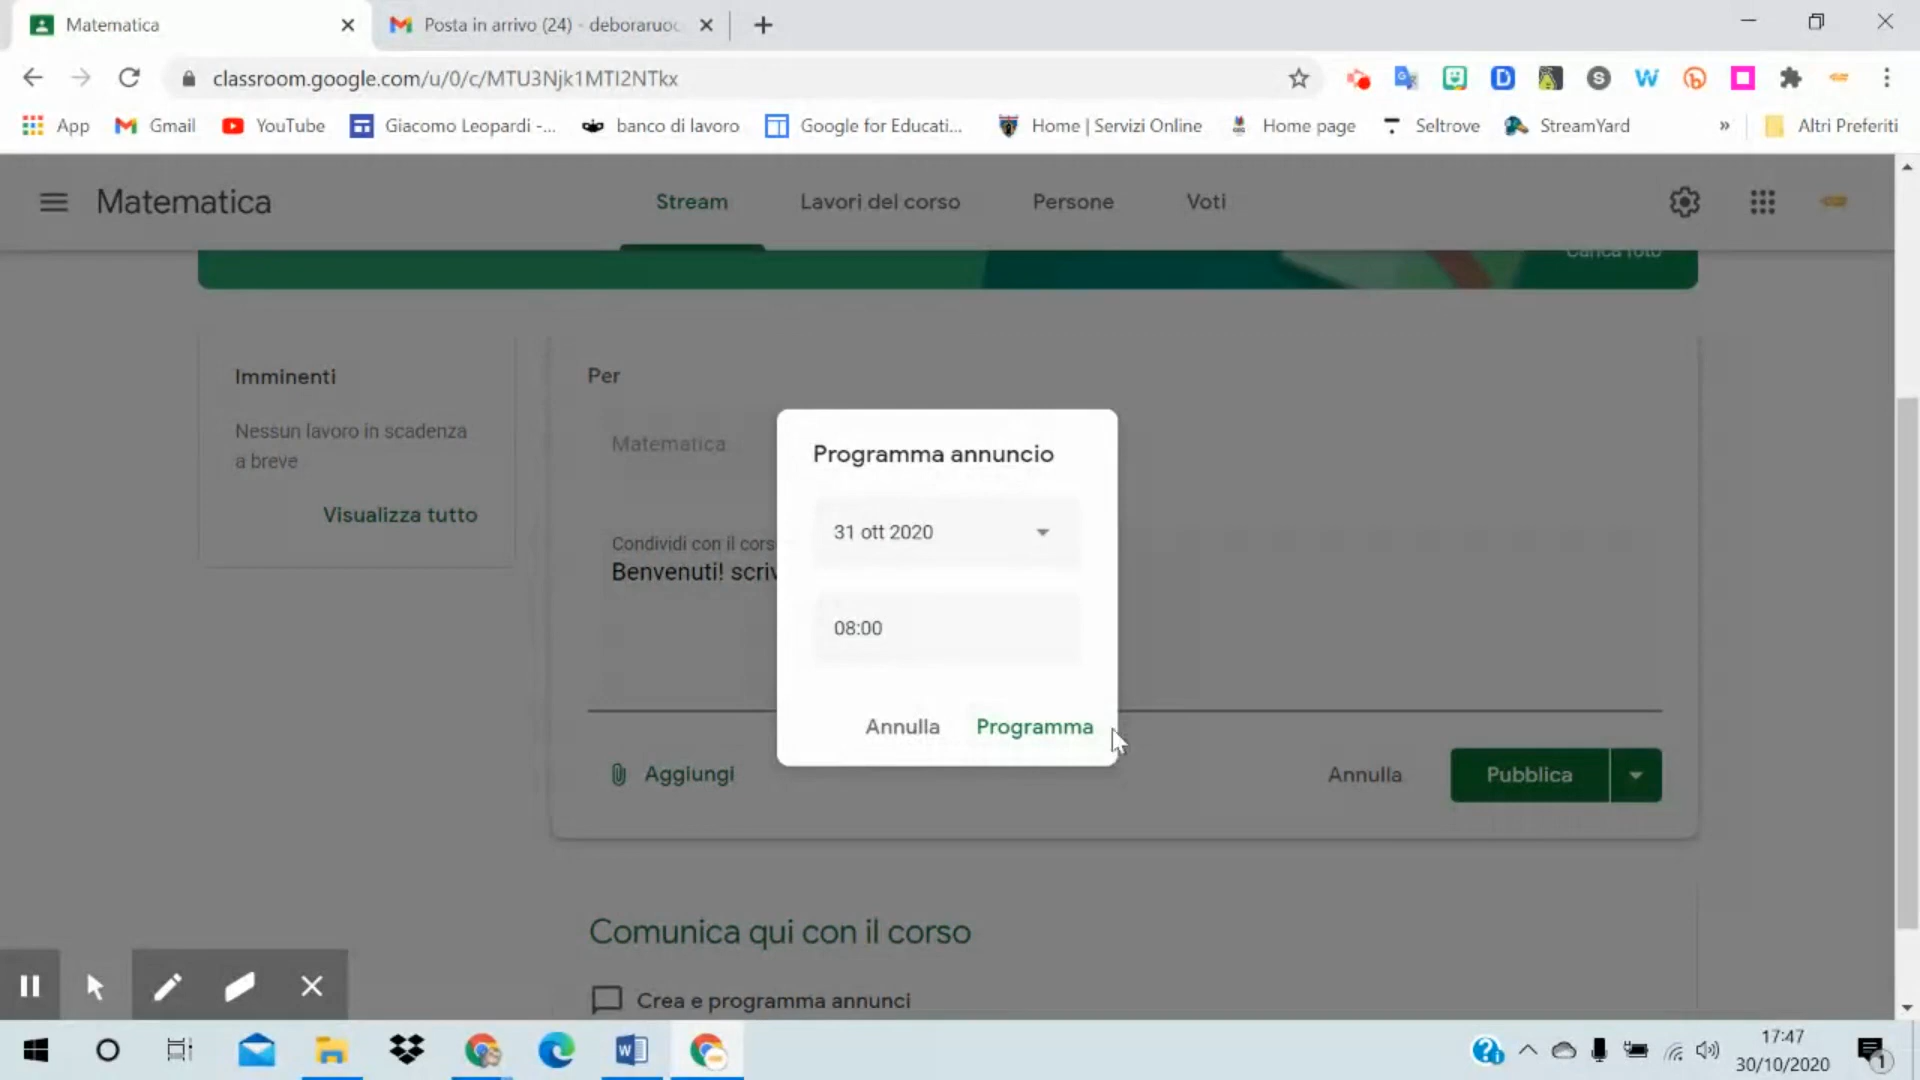 Matematica
Posta in arrivo (24) - deboraruo
classroom.google.com/u/0/c/MTU3Njk1MTI2NTkx
App
Gmail
YouTube
Giacomo Leopardi -...
banco di lavoro
Google for Educati...
Home | Servizi Online
Home page
Seltrove
StreamYard
»
Altri Preferiti
Matematica
Stream
Lavori del corso
Persone
Voti
Carica foto
Imminenti
Nessun lavoro in scadenza
a breve
Visualizza tutto
Per
Matematica
Condividi con il cors
Benvenuti! scriv
Programma annuncio
31 ott 2020
08:00
Annulla
Programma
Aggiungi
Annulla
Pubblica
Comunica qui con il corso
Crea e programma annunci
17:47
30/10/2020
1